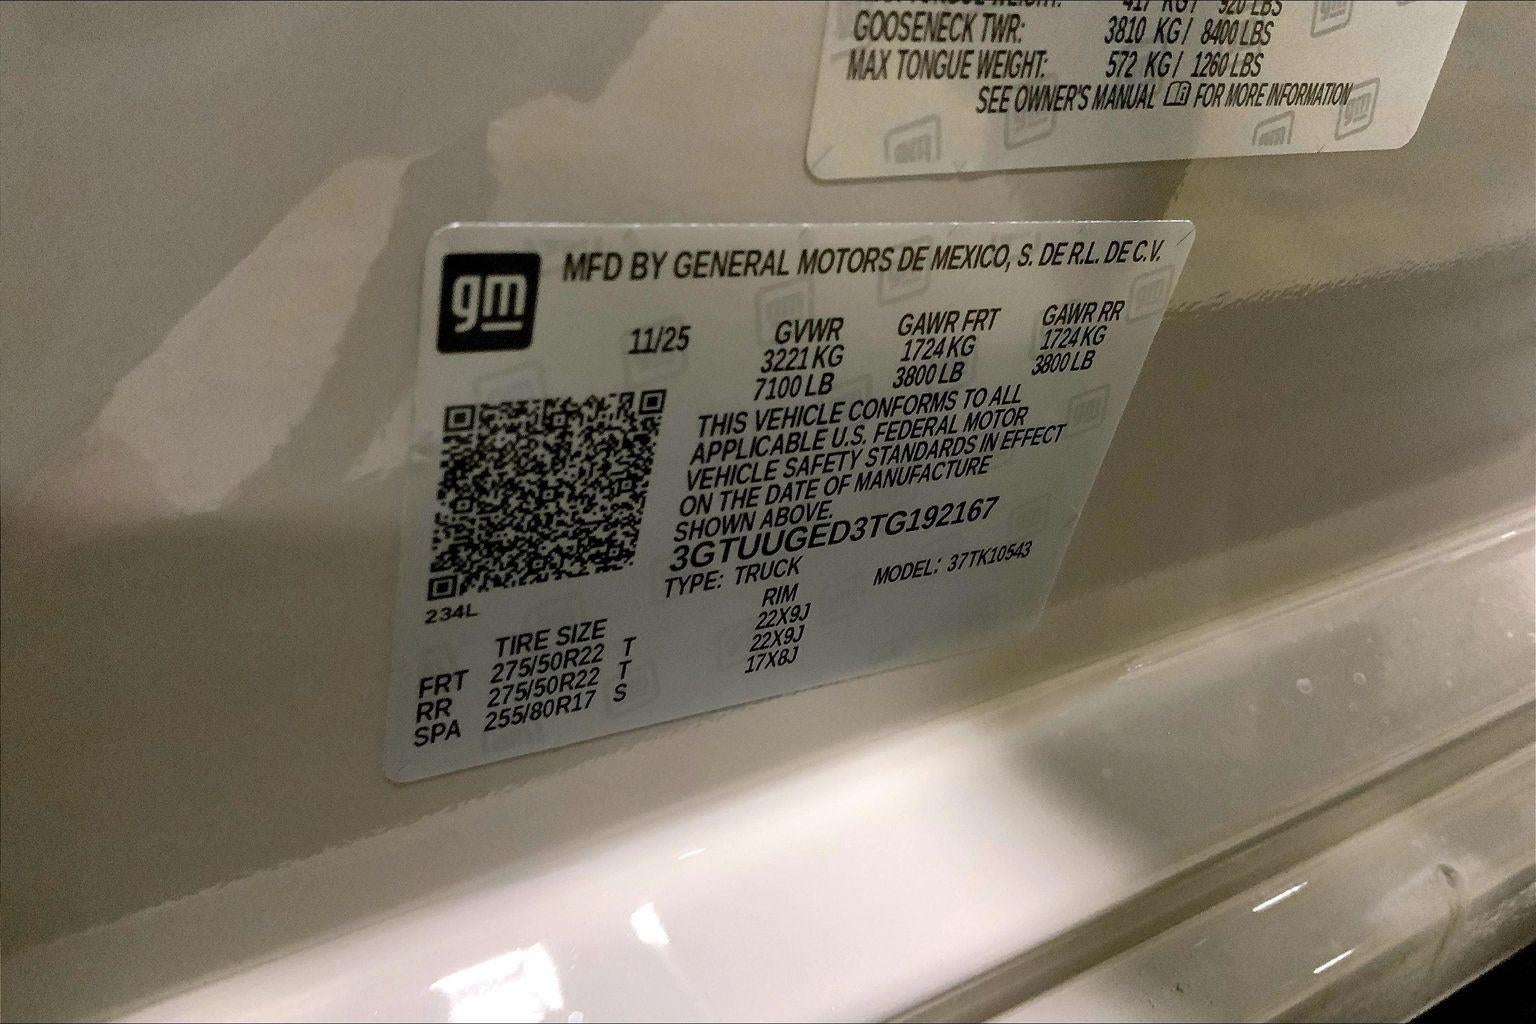 417 KG/ 920 LBS
GOOSENECK TWR: 3810 KG/ 8400 LBS
MAX TONGUE WEIGHT: 572 KG/ 1260 LBS
SEE OWNER'S MANUAL FOR MORE INFORMATION
gm
MFD BY GENERAL MOTORS DE MEXICO, S. DE R.L. DE C.V.
11/25 GVWR GAWR FRT GAWR RR
3221 KG 1724 KG 1724 KG
7100 LB 3800 LB 3800 LB
THIS VEHICLE CONFORMS TO ALL
APPLICABLE U.S. FEDERAL MOTOR
VEHICLE SAFETY STANDARDS IN EFFECT
ON THE DATE OF MANUFACTURE
SHOWN ABOVE.
3GTUUGED3TG192167
TYPE: TRUCK MODEL: 37TK10543
234L
TIRE SIZE RIM
FRT 275/50R22 T 22X9J
RR 275/50R22 T 22X9J
SPA 255/80R17 S 17X8J